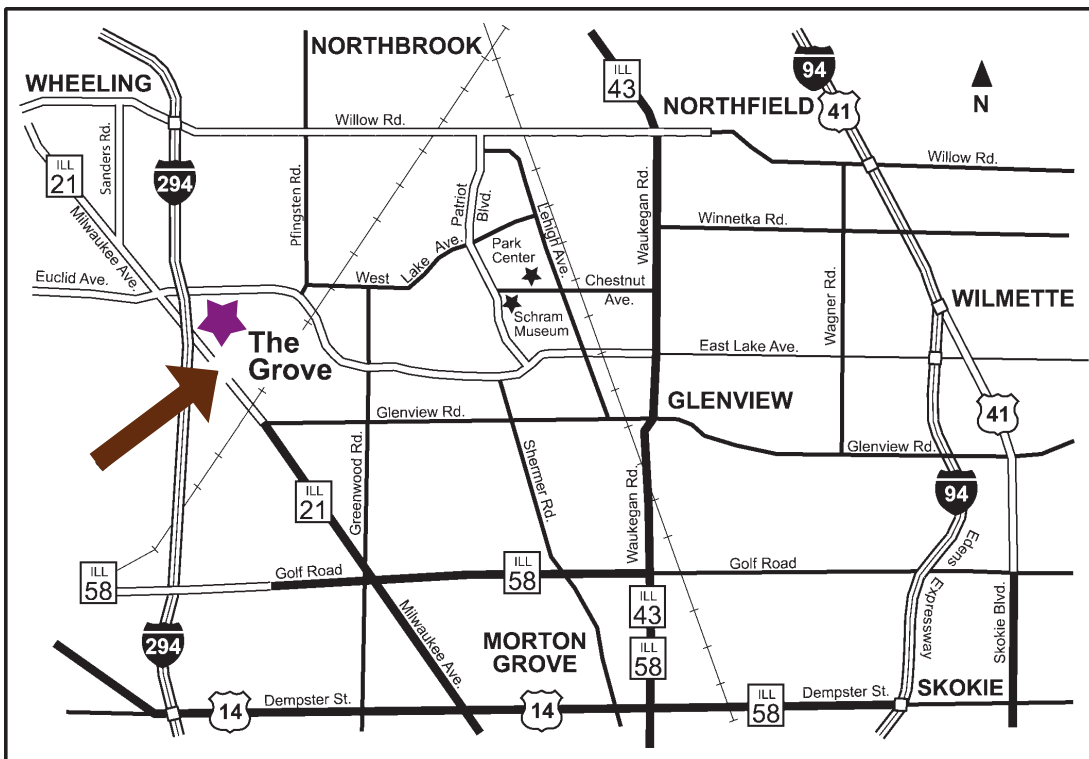 NORTHBROOK
WHEELING
ILL
43
94
41
N
NORTHFIELD
Willow Rd.
Willow Rd.
Sanders Rd.
ILL
21
294
Pfingsten Rd.
Patriot
Blvd.
Lehigh Ave.
Waukegan Rd.
Winnetka Rd.
Milwaukee Ave.
Euclid Ave.
West
Lake Ave.
Park
Center
Chestnut
Ave.
Schram
Museum
Wagner Rd.
WILMETTE
The
Grove
East Lake Ave.
GLENVIEW
41
Glenview Rd.
Glenview Rd.
Greenwood Rd.
Shermer Rd.
Waukegan Rd.
ILL
21
94
Edens
Expressway
ILL
58
Golf Road
ILL
58
Golf Road
ILL
43
Milwaukee Ave.
MORTON
GROVE
Skokie Blvd.
294
ILL
58
SKOKIE
Dempster St.
14
14
ILL
58
Dempster St.